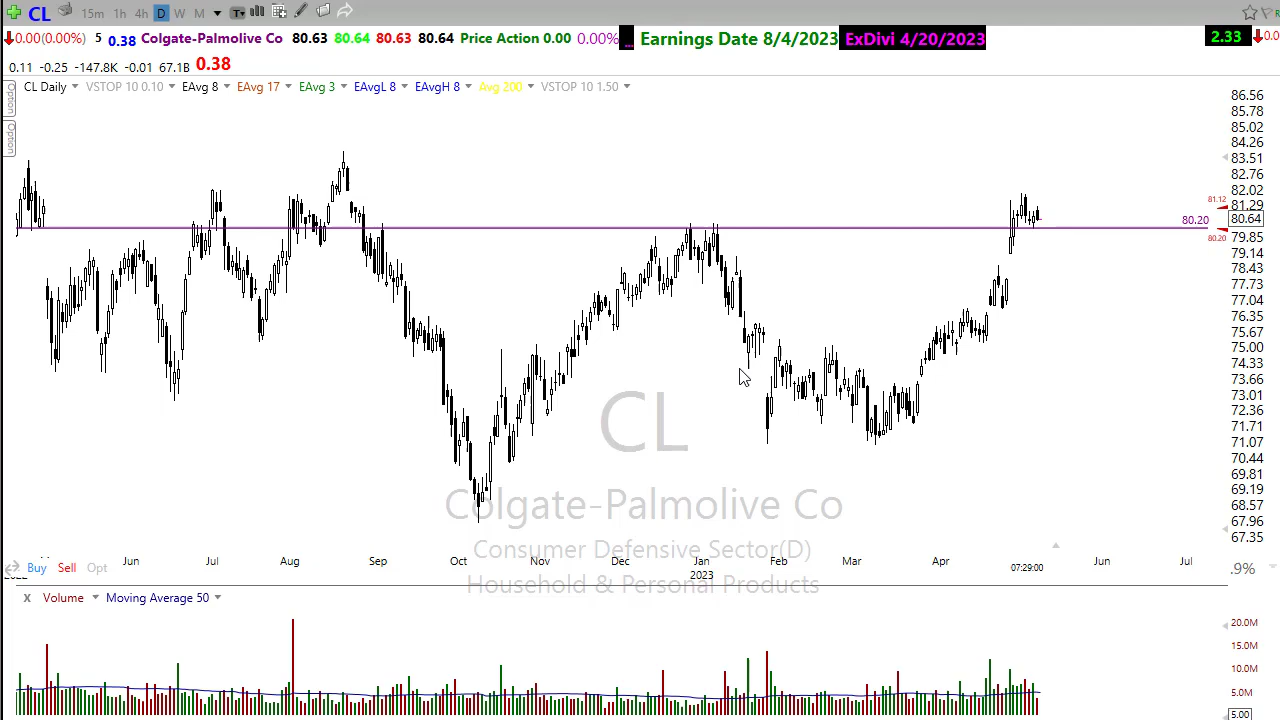 CL 15m 1h 4h D W M T
0.00(0.00%) 5 0.38 Colgate-Palmolive Co 80.63 80.64 80.63 80.64 Price Action 0.00 0.00% ... Earnings Date 8/4/2023 ExDivi 4/20/2023 2.33
0.11 -0.25 -147.8K -0.01 67.1B 0.38
CL Daily VSTOP 10 0.10 EAvg 8 EAvg 17 EAvg 3 EAvgL 8 EAvgH 8 Avg 200 VSTOP 10 1.50
Option
Option
86.56
85.78
85.02
84.26
83.51
82.76
82.02
81.12
81.29
80.20
80.64
80.20
79.85
79.14
78.43
77.73
77.04
76.35
75.67
75.00
74.33
73.66
73.01
72.36
71.71
71.07
70.44
69.81
69.19
68.57
67.96
67.35
CL
Colgate-Palmolive Co
Consumer Defensive Sector(D)
Household & Personal Products
Jun Jul Aug Sep Oct Nov Dec Jan Feb Mar Apr Jun Jul
2023 07:29:00
Buy Sell Opt
.9%
X Volume Moving Average 50
20.0M
15.0M
10.0M
5.0M
5.00